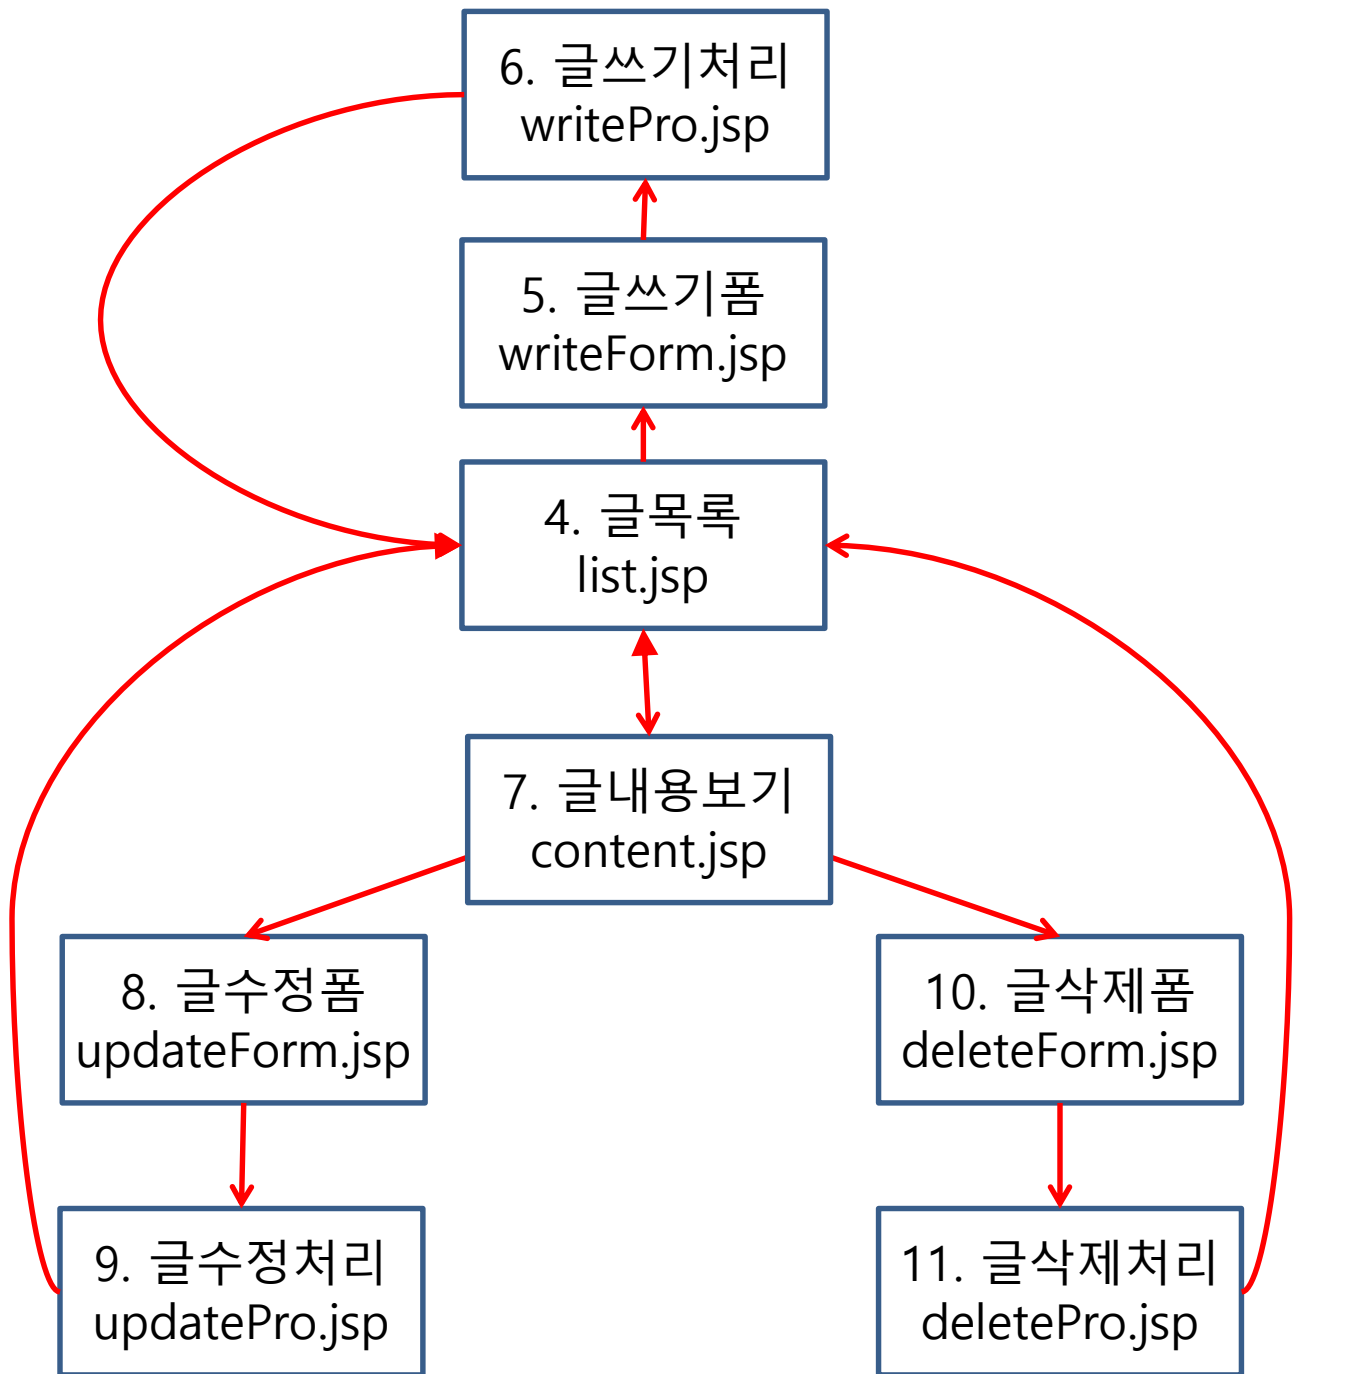 6. 글쓰기처리
writePro.jsp
5. 글쓰기폼
writeForm.jsp
4. 글목록
list.jsp
7. 글내용보기
content.jsp
8. 글수정폼
updateForm.jsp
10. 글삭제폼
deleteForm.jsp
9. 글수정처리
updatePro.jsp
11. 글삭제처리
deletePro.jsp